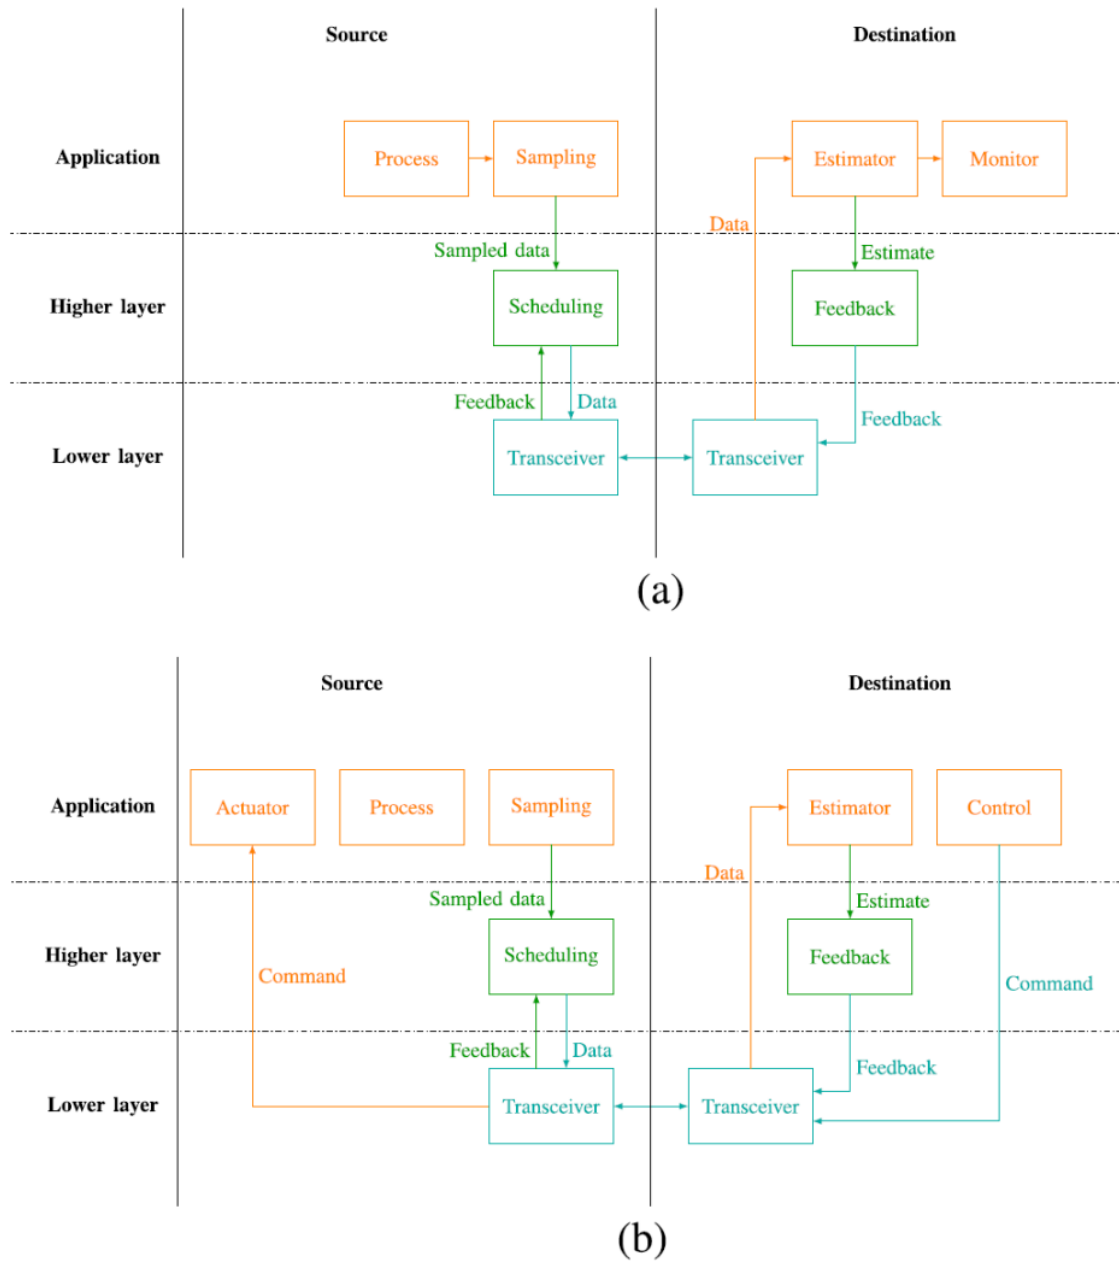 Source Destination
Application Process Sampling Estimator Monitor
Data
Sampled data Estimate
Higher layer Scheduling Feedback
Feedback Data Feedback
Lower layer Transceiver Transceiver
(a)
Source Destination
Application Actuator Process Sampling Estimator Control
Data
Sampled data Estimate
Higher layer Scheduling Feedback
Command Command
Feedback Data Feedback
Lower layer Transceiver Transceiver
(b)